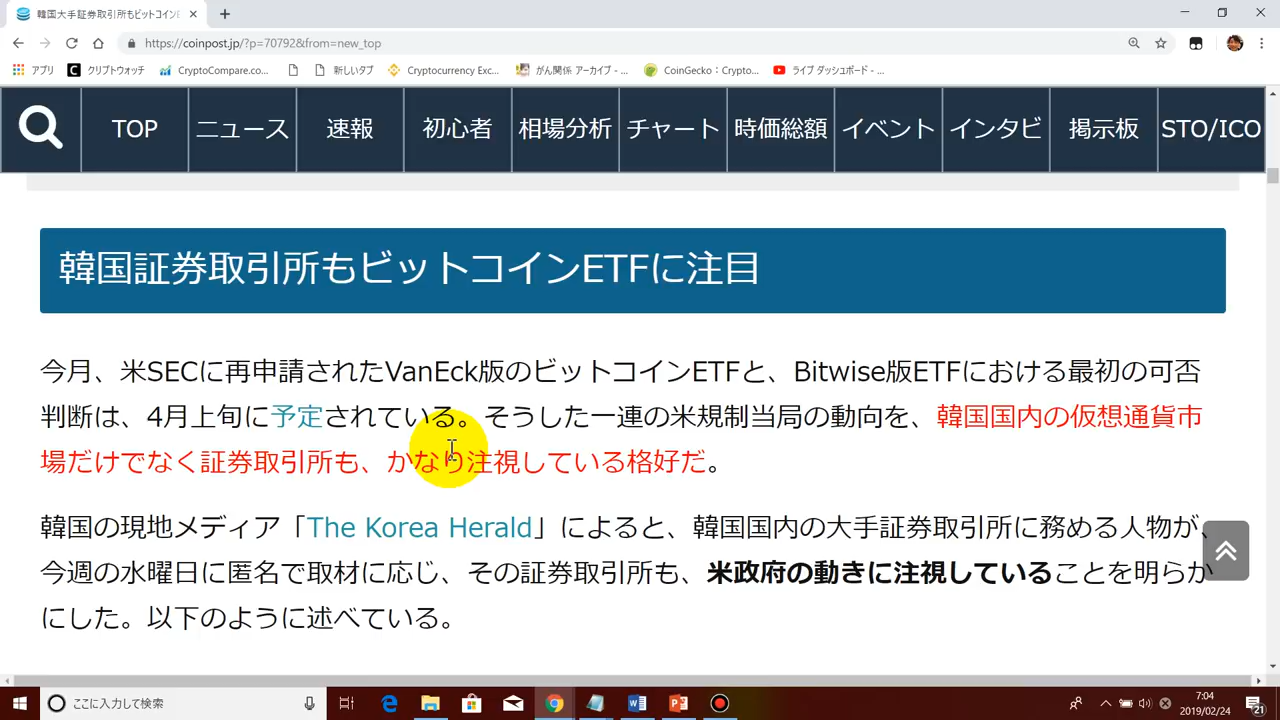 韓国大手証券取引所もビットコインE
https://coinpost.jp/?p=70792&from=new_top
アプリ クリプトウォッチ CryptoCompare.co... 新しいタブ Cryptocurrency Exc... がん関係 アーカイブ - ... CoinGecko：Crypto... ライブ ダッシュボード - ...
TOP ニュース 速報 初心者 相場分析 チャート 時価総額 イベント インタビ 掲示板 STO/ICO
韓国証券取引所もビットコインETFに注目
今月、米SECに再申請されたVanEck版のビットコインETFと、Bitwise版ETFにおける最初の可否
判断は、4月上旬に予定されている。そうした一連の米規制当局の動向を、韓国国内の仮想通貨市
場だけでなく証券取引所も、かなり注視している格好だ。
韓国の現地メディア「The Korea Herald」によると、韓国国内の大手証券取引所に務める人物が、
今週の水曜日に匿名で取材に応じ、その証券取引所も、米政府の動きに注視していることを明らか
にした。以下のように述べている。
ここに入力して検索
7:04
2019/02/24
21